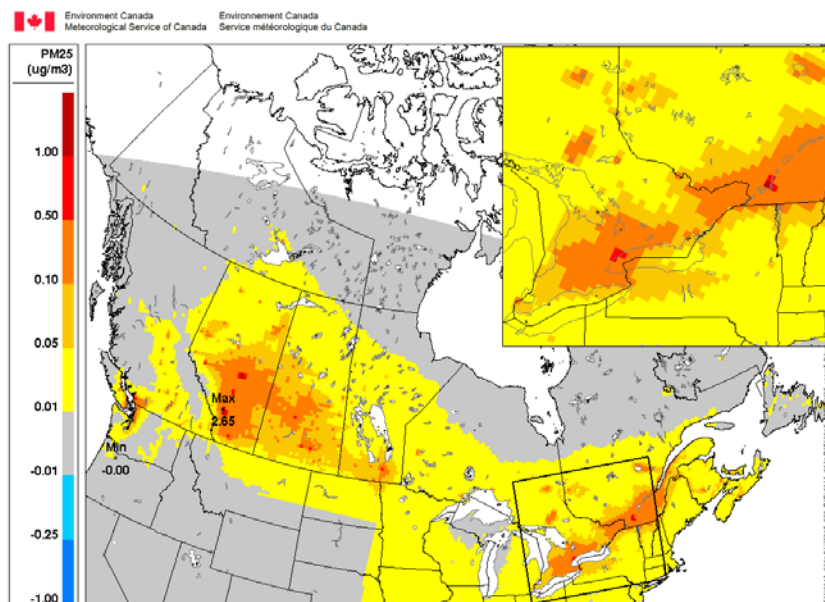 Environment Canada
Meteorological Service of Canada
Environnement Canada
Service météorologique du Canada
PM25
(ug/m3)
1.00
0.50
0.10
0.05
0.01
-0.01
-0.25
-1.00
Max
2.65
Min
-0.00